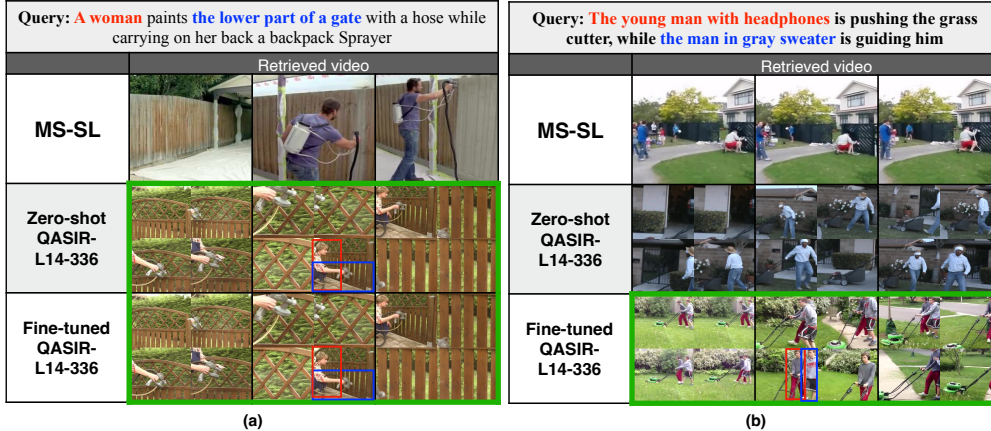 Query: A woman paints the lower part of a gate with a hose while
carrying on her back a backpack Sprayer
Retrieved video
MS-SL
Zero-shot
QASIR-
L14-336
Fine-tuned
QASIR-
L14-336
(a)
Query: The young man with headphones is pushing the grass
cutter, while the man in gray sweater is guiding him
Retrieved video
MS-SL
Zero-shot
QASIR-
L14-336
Fine-tuned
QASIR-
L14-336
(b)